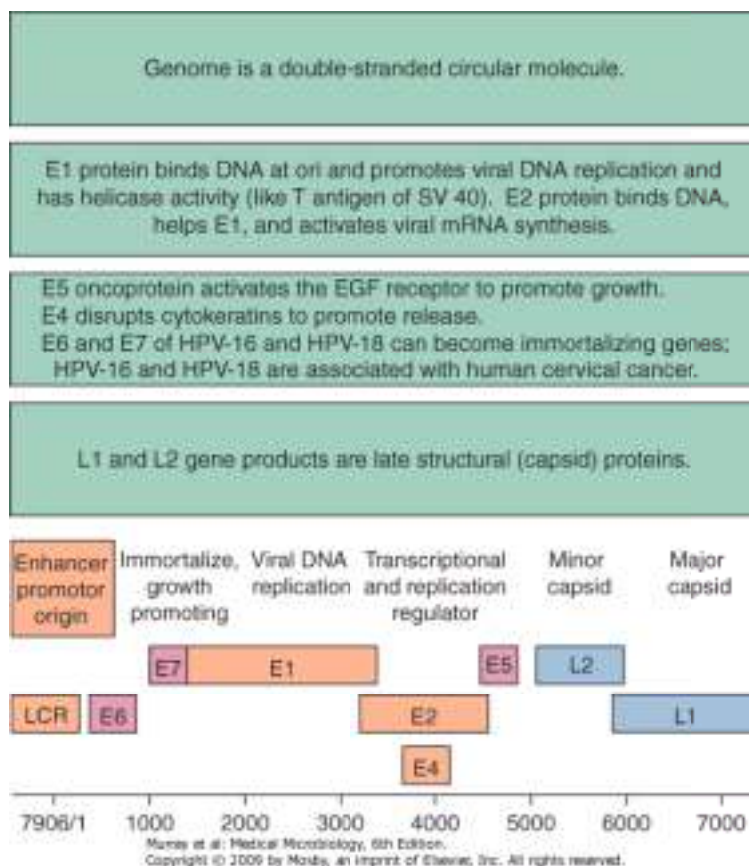 Genome is a double-stranded circular molecule.
E1 protein binds DNA at ori and promotes viral DNA replication and
has helicase activity (like T antigen of SV 40). E2 protein binds DNA,
helps E1, and activates viral mRNA synthesis.
E5 oncoprotein activates the EGF receptor to promote growth.
E4 disrupts cytokeratins to promote release.
E6 and E7 of HPV-16 and HPV-18 can become immortalizing genes;
HPV-16 and HPV-18 are associated with human cervical cancer.
L1 and L2 gene products are late structural (capsid) proteins.
Enhancer Immortalize, Viral DNA Transcriptional Minor Major
promotor growth replication and replication capsid capsid
origin promoting regulator
E7 E1 E5 L2
LCR E6 E2 L1
E4
7906/1 1000 2000 3000 4000 5000 6000 7000
Murray et al: Medical Microbiology, 6th Edition.
Copyright © 2009 by Mosby, an imprint of Elsevier, Inc. All rights reserved.